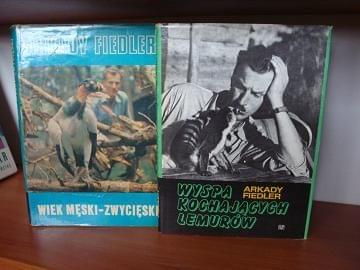 FIEDLER
WIEK MĘSKI-ZWYCIĘSKI
WYSPA
KOCHAJĄCYCH
LEMURÓW
ARKADY
FIEDLER